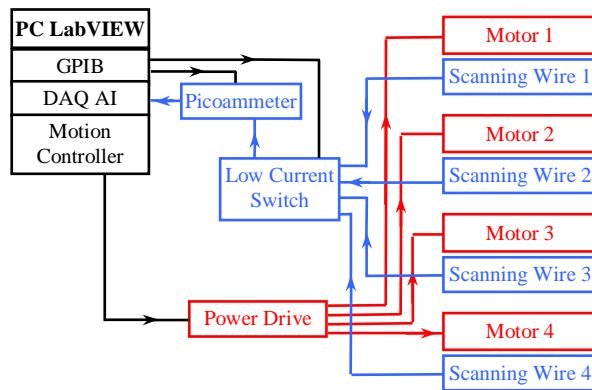 PC LabVIEW
GPIB
DAQ AI
Motion
Controller
Picoammeter
Low Current
Switch
Power Drive
Motor 1
Scanning Wire 1
Motor 2
Scanning Wire 2
Motor 3
Scanning Wire 3
Motor 4
Scanning Wire 4